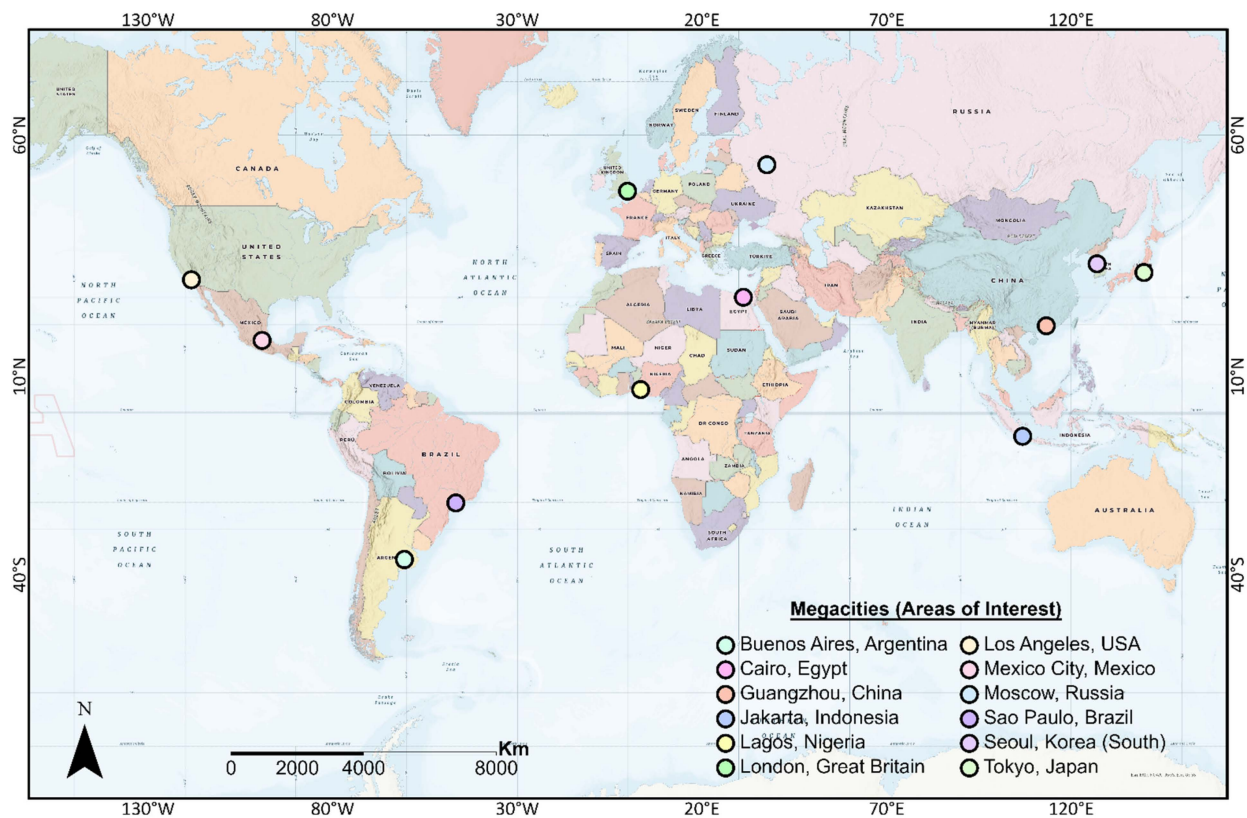 130°W 80°W 30°W 20°E 70°E 120°E
60°N 60°N
10°N 10°N
40°S 40°S
UNITED
STATES
CANADA
UNITED
STATES
MEXICO
NORTH
PACIFIC
OCEAN
NORTH
ATLANTIC
OCEAN
VENEZUELA
COLOMBIA
PERU
BRAZIL
BOLIVIA
ARGEN
SOUTH
PACIFIC
OCEAN
SOUTH
ATLANTIC
OCEAN
SWEDEN
FINLAND
NORWAY
RUSSIA
UNITED
KINGDOM
GERMANY
POLAND
UKRAINE
FRANCE
ITALY
SPAIN
GREECE
TÜRKIYE
KAZAKHSTAN
MONGOLIA
CHINA
IRAN
INDIA
MYANMAR
(BURMA)
ALGERIA
LIBYA
EGYPT
SAUDI
ARABIA
MALI
NIGER
CHAD
SUDAN
NIGERIA
ETHIOPIA
DR CONGO
TANZANIA
ANGOLA
ZAMBIA
NAMIBIA
SOUTH
AFRICA
INDONESIA
INDIAN
OCEAN
AUSTRALIA
Megacities (Areas of Interest)
Buenos Aires, Argentina
Cairo, Egypt
Guangzhou, China
Jakarta, Indonesia
Lagos, Nigeria
London, Great Britain
Los Angeles, USA
Mexico City, Mexico
Moscow, Russia
Sao Paulo, Brazil
Seoul, Korea (South)
Tokyo, Japan
N
Km
0 2000 4000 8000
130°W 80°W 30°W 20°E 70°E 120°E